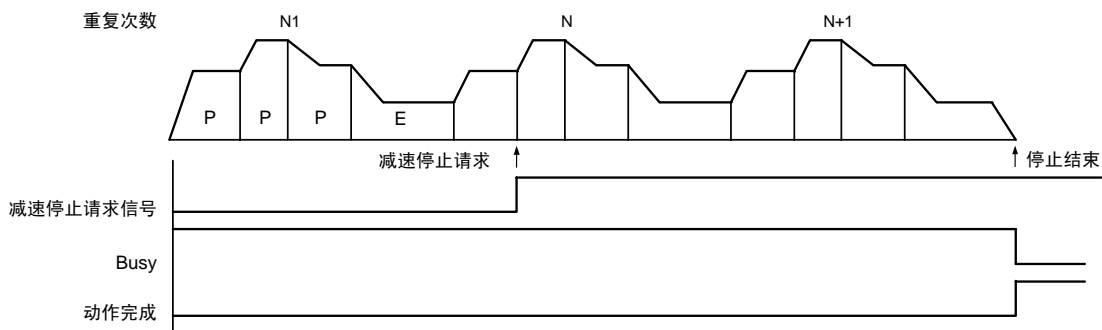 重复次数 N1 N N+1
P P P E
减速停止请求 停止结束
减速停止请求信号
Busy
动作完成